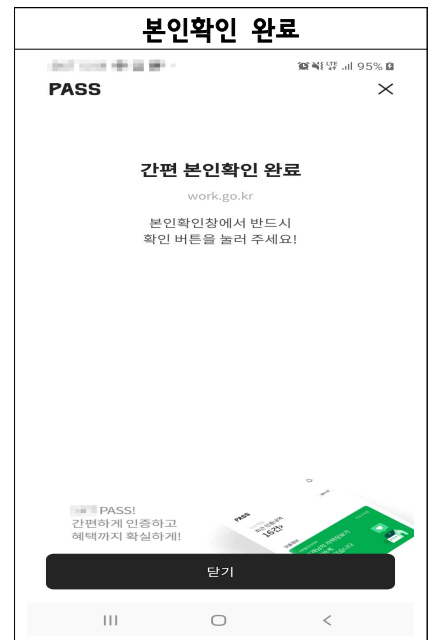 본인확인 완료
95%
PASS
간편 본인확인 완료
work.go.kr
본인확인창에서 반드시
확인 버튼을 눌러 주세요!
PASS!
간편하게 인증하고
혜택까지 확실하게!
PASS
닫기